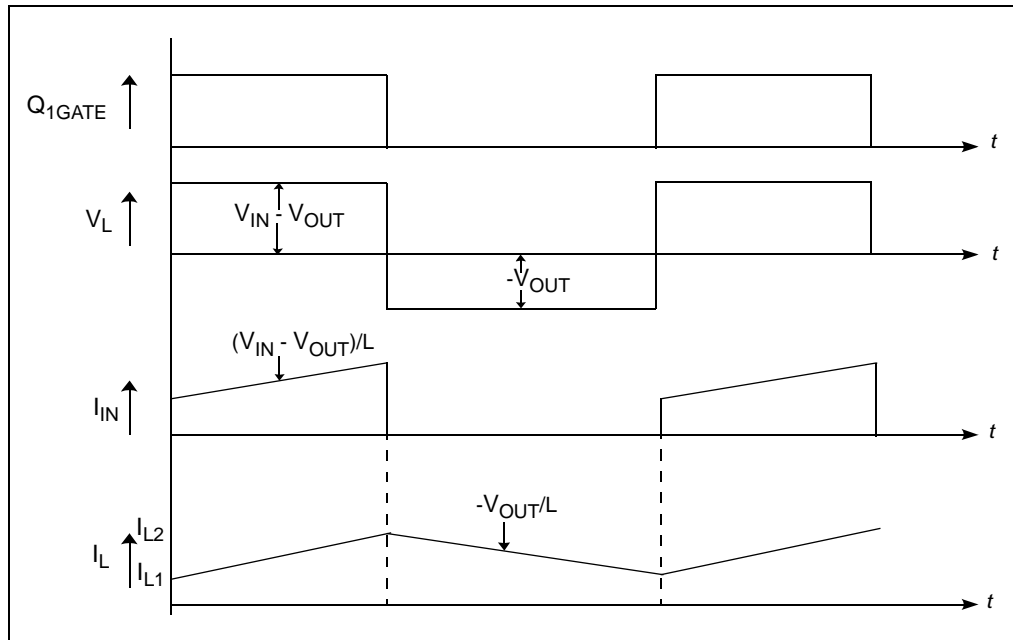 Q1GATE
t
VL
VIN - VOUT
t
-VOUT
(VIN - VOUT)/L
IIN
t
-VOUT/L
IL2
IL
IL1
t